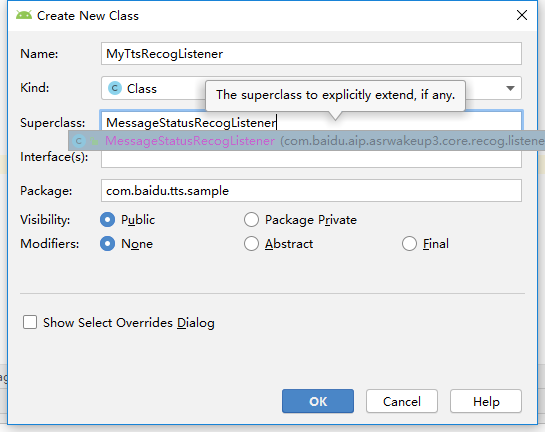 Create New Class
Name: MyTtsRecogListener
Kind: Class
The superclass to explicitly extend, if any.
Superclass: MessageStatusRecogListener
MessageStatusRecogListener (com.baidu.aip.asrwakeup3.core.recog.listene
Interface(s):
Package: com.baidu.tts.sample
Visibility: Public Package Private
Modifiers: None Abstract Final
Show Select Overrides Dialog
OK Cancel Help